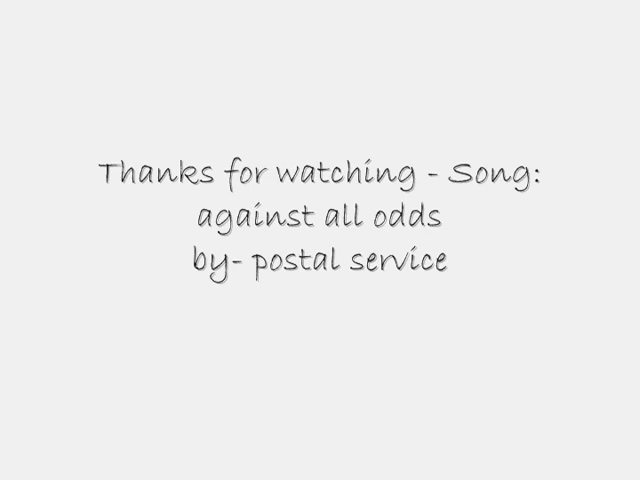 Thanks for watching - Song:
against all odds
by- postal service